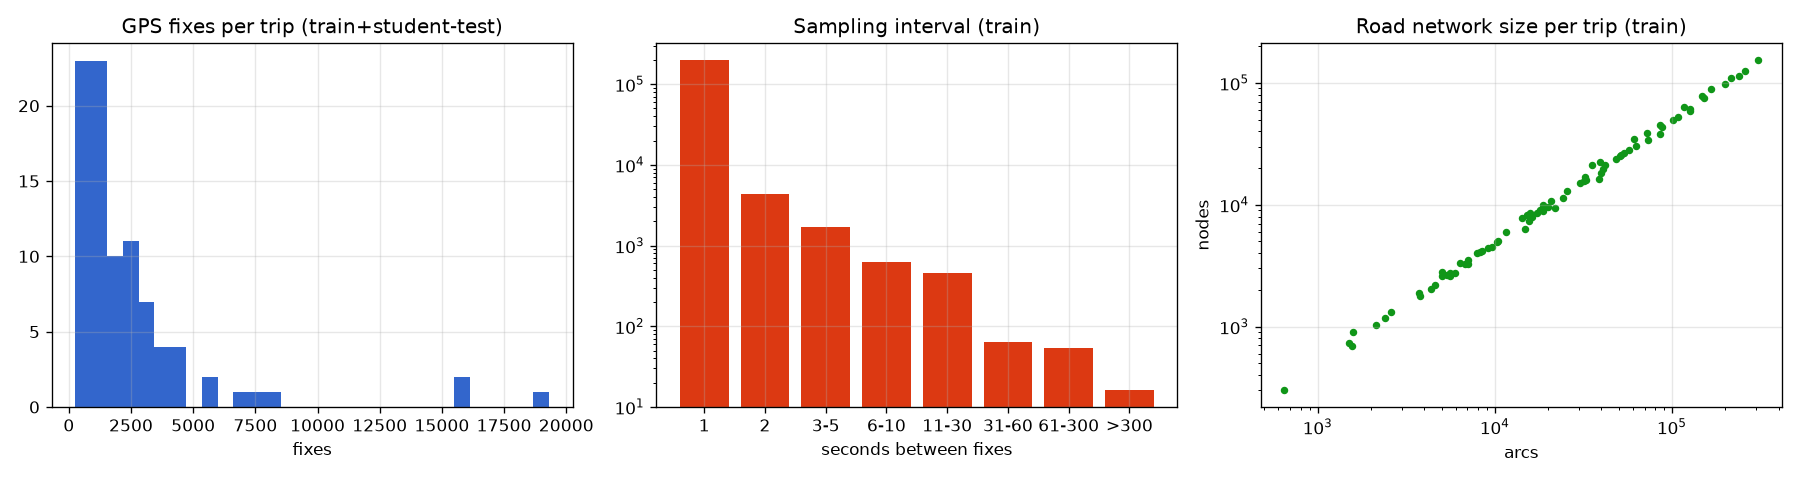 GPS fixes per trip (train+student-test)
20
15
10
5
0
0 2500 5000 7500 10000 12500 15000 17500 20000
fixes
Sampling interval (train)
10^5
10^4
10^3
10^2
10^1
1 2 3-5 6-10 11-30 31-60 61-300 >300
seconds between fixes
Road network size per trip (train)
nodes
10^5
10^4
10^3
10^3 10^4 10^5
arcs